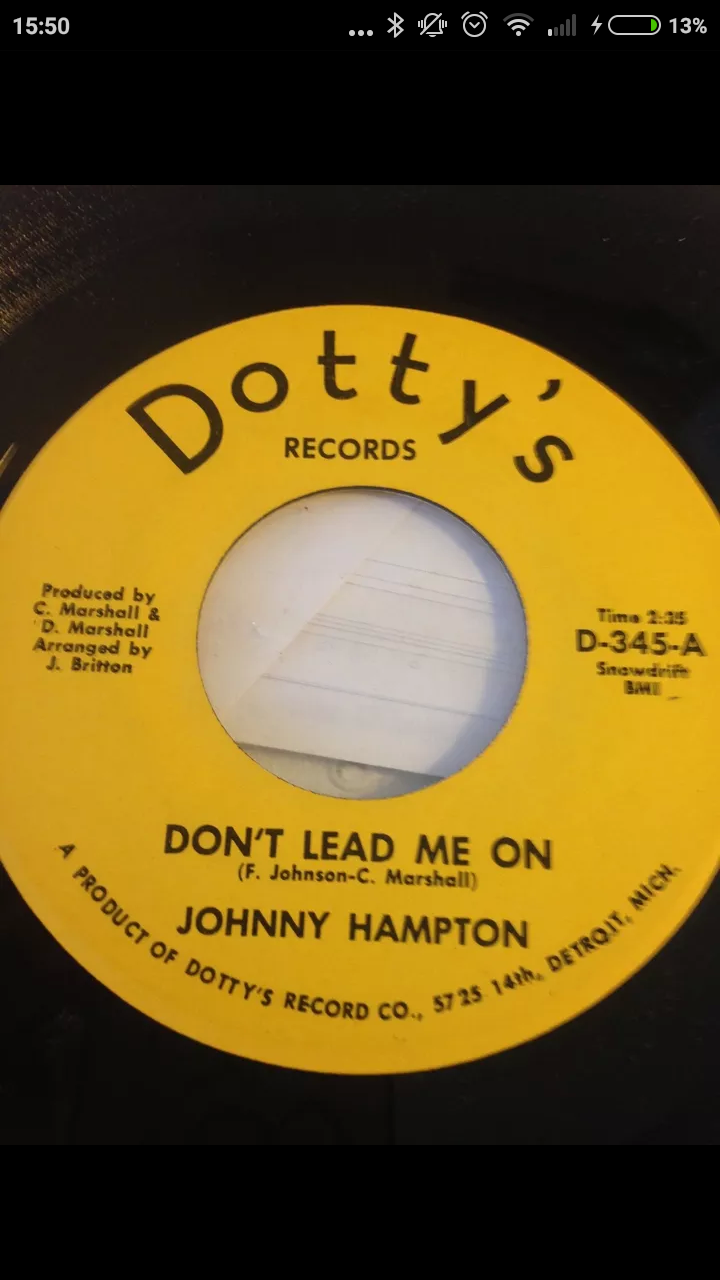 15:50
13%
Dotty's
RECORDS
Produced by
C. Marshall &
D. Marshall
Arranged by
J. Britton
Time 2:35
D-345-A
Snowdrift
BMI
DON'T LEAD ME ON
(F. Johnson-C. Marshall)
JOHNNY HAMPTON
A PRODUCT OF DOTTY'S RECORD CO., 5725 14th, DETROIT, MICH.